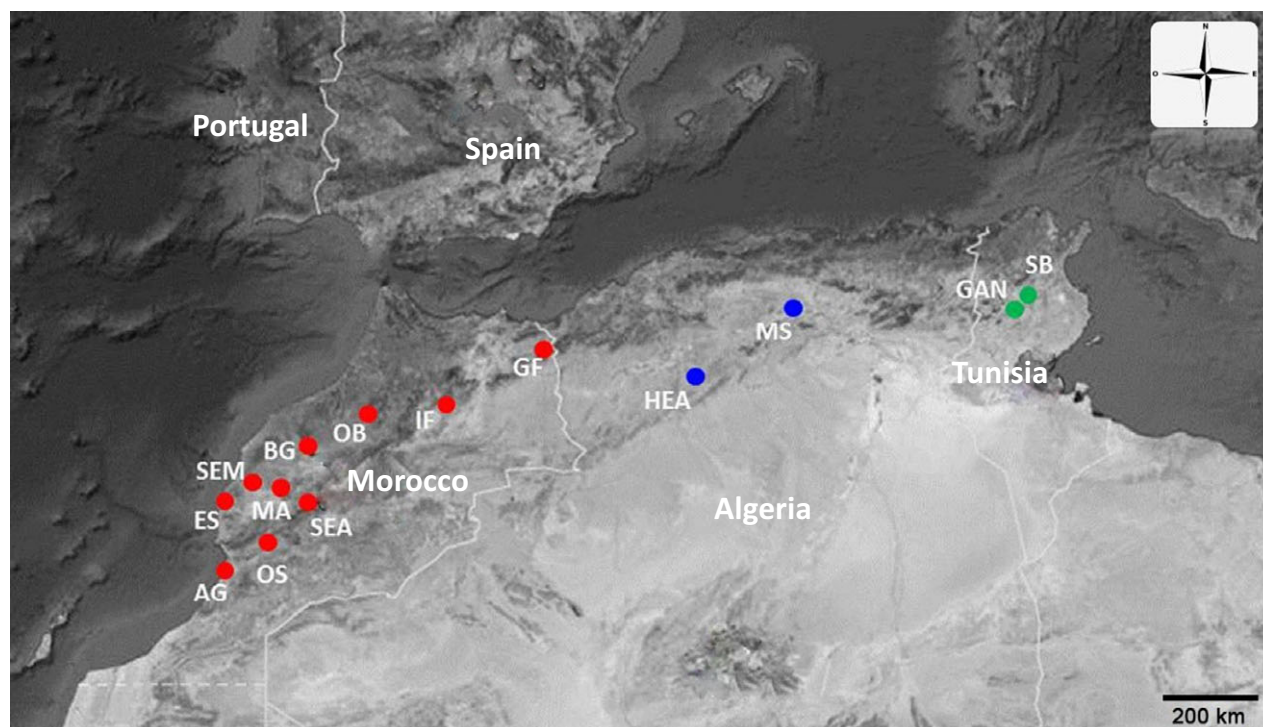 N
O
E
S
Portugal
Spain
SB
GAN
MS
Tunisia
GF
HEA
IF
OB
BG
SEM
Morocco
MA
ES
SEA
Algeria
OS
AG
200 km